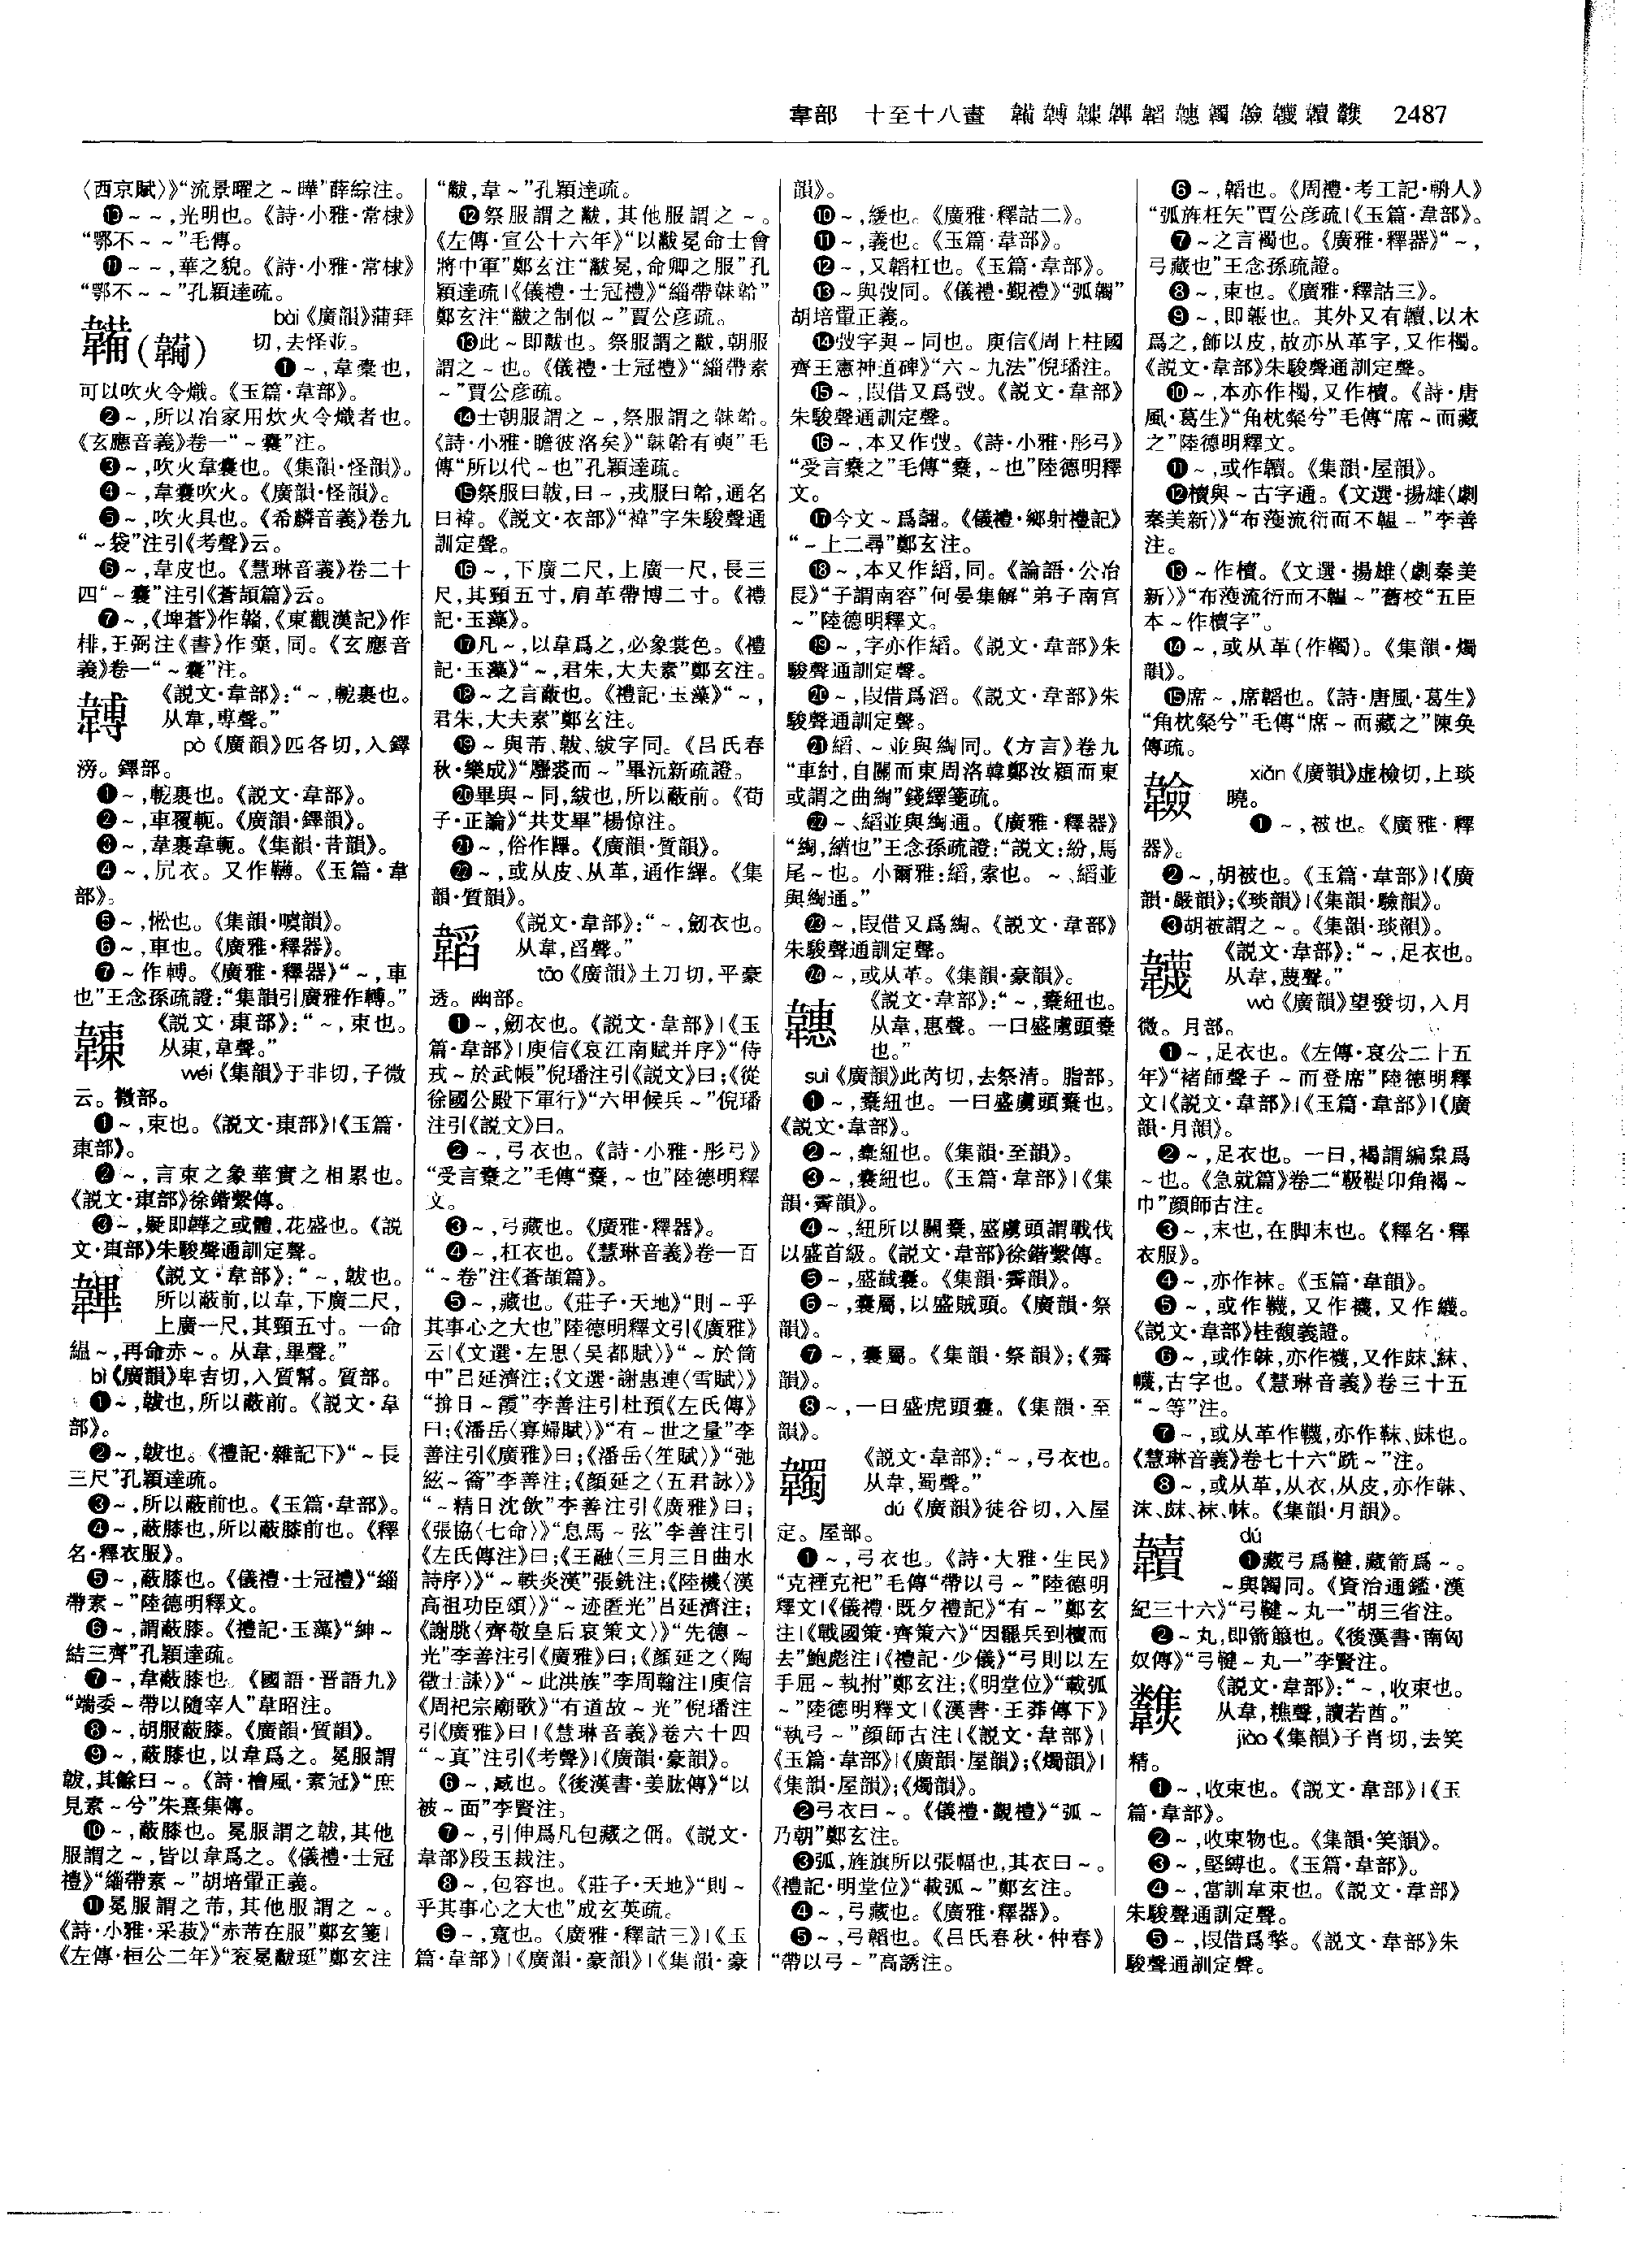 韋部 十至十八畫 韛䪙𩏑韠韜𩏴韣𩏩韤韥𩏷 2487
〈西京賦〉》“流景曜之～曄”薛綜注。
❿～～,光明也。《詩·小雅·常棣》
“鄂不～～”毛傳。
⓫～～,華之貌。《詩·小雅·常棣》
“鄂不～～”孔穎達疏。
韛(𩏏) bài《廣韻》蒲拜
切,去怪並。
❶～,韋橐也,
可以吹火令熾。《玉篇·韋部》。
❷～,所以冶家用炊火令熾者也。
《玄應音義》卷一“～囊”注。
❸～,吹火韋囊也。《集韻·怪韻》。
❹～,韋囊吹火。《廣韻·怪韻》。
❺～,吹火具也。《希麟音義》卷九
“～袋”注引《考聲》云。
❻～,韋皮也。《慧琳音義》卷二十
四“～囊”注引《蒼頡篇》云。
❼～,《埤蒼》作韛,《東觀漢記》作
排,王弼注《書》作橐,同。《玄應音
義》卷一“～囊”注。
䪙 《説文·韋部》：“～,軶裹也。
从韋,尃聲。”
pò《廣韻》匹各切,入鐸
滂。鐸部。
❶～,軶裹也。《説文·韋部》。
❷～,車覆軛。《廣韻·鐸韻》。
❸～,韋裹車軛。《集韻·昔韻》。
❹～,尻衣。又作䪙。《玉篇·韋
部》。
❺～,㡓也。《集韻·嘆韻》。
❻～,車也。《廣雅·釋器》。
❼～作轉。《廣雅·釋器》“～,車
也”王念孫疏證：“集韻引廣雅作轉。”
𩏑 《説文·㯻部》：“～,束也。
从㯻,韋聲。”
wéi《集韻》于非切,平微
云。微部。
❶～,束也。《説文·㯻部》|《玉篇·
㯻部》。
❷～,言束之象華實之相累也。
《説文·㯻部》徐鍇繫傳。
❸～,疑即韡之或體,花盛也。《説
文·㯻部》朱駿聲通訓定聲。
韠 《説文·韋部》：“～,韍也。
所以蔽前,以韋,下廣二尺,
上廣一尺,其頸五寸。一命
緼～,再命赤～。从韋,畢聲。”
bì《廣韻》卑吉切,入質幫。質部。
❶～,韍也,所以蔽前。《説文·韋
部》。
❷～,韍也。《禮記·雜記下》“～長
三尺”孔穎達疏。
❸～,所以蔽前也。《玉篇·韋部》。
❹～,蔽膝也,所以蔽膝前也。《釋
名·釋衣服》。
❺～,蔽膝也。《儀禮·士冠禮》“緇
帶素～”陸德明釋文。
❻～,謂蔽膝。《禮記·玉藻》“紳～
結三齊”孔穎達疏。
❼～,韋蔽膝也。《國語·晉語九》
“端委～帶以隨宰人”韋昭注。
❽～,胡服蔽膝。《廣韻·質韻》。
❾～,蔽膝也,以韋爲之。冕服謂
韍,其餘曰～。《詩·檜風·素冠》“庶
見素～兮”朱熹集傳。
❿～,蔽膝也。冕服謂之韍,其他
服謂之～,皆以韋爲之。《儀禮·士冠
禮》“緇帶素～”胡培翬正義。
⓫冕服謂之芾,其他服謂之～。
《詩·小雅·采菽》“赤芾在股”鄭玄箋|
《左傳·桓公二年》“衮冕黻珽”鄭玄注
“黻,韋～”孔穎達疏。
⓬祭服謂之黻,其他服謂之～。
《左傳·宣公十六年》“以黻冕命士會
將中軍”鄭玄注“黻冕,命卿之服”孔
穎達疏|《儀禮·士冠禮》“緇帶韎韐”
鄭玄注“黻之制似～”賈公彦疏。
⓭此～即黻也。祭服謂之黻,朝服
謂之～也。《儀禮·士冠禮》“緇帶素
～”賈公彦疏。
⓮士朝服謂之～,祭服謂之韎韐。
《詩·小雅·瞻彼洛矣》“韎韐有奭”毛
傳“所以代～也”孔穎達疏。
⓯祭服曰韍,曰～,戎服曰韐,通名
曰褘。《説文·衣部》“褘”字朱駿聲通
訓定聲。
⓰～,下廣二尺,上廣一尺,長三
尺,其頸五寸,肩革帶博二寸。《禮
記·玉藻》。
⓱凡～,以韋爲之,必象裳色。《禮
記·玉藻》“～,君朱,大夫素”鄭玄注。
⓲～之言蔽也。《禮記·玉藻》“～,
君朱,大夫素”鄭玄注。
⓳～與芾、韍、紱字同。《吕氏春
秋·樂成》“麛裘而～”畢沅新疏證。
⓴畢與～同,紱也,所以蔽前。《荀
子·正論》“共艾畢”楊倞注。
㉑～,俗作韠。《廣韻·質韻》。
㉒～,或从皮、从革,通作縪。《集
韻·質韻》。
韜 《説文·韋部》：“～,劒衣也。
从韋,舀聲。”
tāo《廣韻》土刀切,平豪
透。幽部。
❶～,劒衣也。《説文·韋部》|《玉
篇·韋部》|庾信《哀江南賦并序》“侍
戎～於武帳”倪璠注引《説文》曰;《從
徐國公殿下軍行》“六甲候兵～”倪璠
注引《説文》曰。
❷～,弓衣也。《詩·小雅·彤弓》
“受言櫜之”毛傳“櫜,～也”陸德明釋
文。
❸～,弓藏也。《廣雅·釋器》。
❹～,杠衣也。《慧琳音義》卷一百
“～卷”注《蒼頡篇》。
❺～,藏也。《莊子·天地》“則～乎
其事心之大也”陸德明釋文引《廣雅》
云|《文選·左思〈吴都賦〉》“～於筒
中”吕延濟注;《文選·謝惠連〈雪賦〉》
“揜日～霞”李善注引杜預《左氏傳》
曰;《潘岳〈寡婦賦〉》“有～世之量”李
善注引《廣雅》曰;《潘岳〈笙賦〉》“弛
絃～籥”李善注;《顏延之〈五君詠〉》
“～精日沈飲”李善注引《廣雅》曰;
《張協〈七命〉》“息馬～弦”李善注引
《左氏傳注》曰;《王融〈三月三日曲水
詩序〉》“～軼炎漢”張銑注;《陸機〈漢
高祖功臣頌〉》“～迹匿光”吕延濟注;
《謝朓〈齊敬皇后哀策文〉》“先德～
光”李善注引《廣雅》曰;《顏延之〈陶
徵士誄〉》“～此洪族”李周翰注|庾信
《周祀宗廟歌》“有道故～光”倪璠注
引《廣雅》曰|《慧琳音義》卷六十四
“～真”注引《考聲》|《廣韻·豪韻》。
❻～,臧也。《後漢書·姜肱傳》“以
被～面”李賢注。
❼～,引伸爲凡包藏之偁。《説文·
韋部》段玉裁注。
❽～,包容也。《莊子·天地》“則～
乎其事心之大也”成玄英疏。
❾～,寬也。《廣雅·釋詁三》|《玉
篇·韋部》|《廣韻·豪韻》|《集韻·豪
韻》。
❿～,緩也。《廣雅·釋詁二》。
⓫～,義也。《玉篇·韋部》。
⓬～,又韜杠也。《玉篇·韋部》。
⓭～與弢同。《儀禮·覲禮》“弧韣”
胡培翬正義。
⓮弢字與～同也。庾信《周上柱國
齊王憲神道碑》“六～九法”倪璠注。
⓯～,叚借又爲弢。《説文·韋部》
朱駿聲通訓定聲。
⓰～,本又作弢。《詩·小雅·彤弓》
“受言櫜之”毛傳“櫜,～也”陸德明釋
文。
⓱今文～爲翿。《儀禮·鄉射禮記》
“～上二尋”鄭玄注。
⓲～,本又作縚,同。《論語·公冶
長》“子謂南容”何晏集解“弟子南宫
～”陸德明釋文。
⓳～,字亦作縚。《説文·韋部》朱
駿聲通訓定聲。
⓴～,叚借爲滔。《説文·韋部》朱
駿聲通訓定聲。
㉑縚、～並與綯同。《方言》卷九
“車紂,自關而東周洛韓鄭汝潁而東
或謂之曲綯”錢繹箋疏。
㉒～、縚並與綯通。《廣雅·釋器》
“綯,緧也”王念孫疏證：“説文：紛,馬
尾～也。小爾雅：縚,索也。～、縚並
與綯通。”
㉓～,叚借又爲綯。《説文·韋部》
朱駿聲通訓定聲。
㉔～,或从革。《集韻·豪韻》。
𩏴 《説文·韋部》：“～,櫜紐也。
从韋,惠聲。一曰盛虜頭櫜
也。”
suì《廣韻》此芮切,去祭清。脂部。
❶～,櫜紐也。一曰盛虜頭櫜也。
《説文·韋部》。
❷～,櫜紐也。《集韻·至韻》。
❸～,囊紐也。《玉篇·韋部》|《集
韻·霽韻》。
❹～,紐所以關櫜,盛虜頭謂戰伐
以盛首級。《説文·韋部》徐鍇繫傳。
❺～,盛馘囊。《集韻·霽韻》。
❻～,囊屬,以盛賊頭。《廣韻·祭
韻》。
❼～,囊屬。《集韻·祭韻》;《霽
韻》。
❽～,一曰盛虎頭囊。《集韻·至
韻》。
韣 《説文·韋部》：“～,弓衣也。
从韋,蜀聲。”
dú《廣韻》徒谷切,入屋
定。屋部。
❶～,弓衣也。《詩·大雅·生民》
“克禋克祀”毛傳“帶以弓～”陸德明
釋文|《儀禮·既夕禮記》“有～”鄭玄
注|《戰國策·齊策六》“因罷兵到櫝而
去”鮑彪注|《禮記·少儀》“弓則以左
手屈～執拊”鄭玄注;《明堂位》“載弧
～”陸德明釋文|《漢書·王莽傳下》
“執弓～”顔師古注|《説文·韋部》|
《玉篇·韋部》|《廣韻·屋韻》;《燭韻》|
《集韻·屋韻》;《燭韻》。
❷弓衣曰～。《儀禮·覲禮》“弧～
乃朝”鄭玄注。
❸弧,旌旗所以張幅也,其衣曰～。
《禮記·明堂位》“載弧～”鄭玄注。
❹～,弓藏也。《廣雅·釋器》。
❺～,弓韜也。《吕氏春秋·仲春》
“帶以弓～”高誘注。
❻～,韜也。《周禮·考工記·輈人》
“弧旌枉矢”賈公彦疏|《玉篇·韋部》。
❼～之言襡也。《廣雅·釋器》“～,
弓藏也”王念孫疏證。
❽～,束也。《廣雅·釋詁三》。
❾～,即韔也。其外又有韥,以木
爲之,飾以皮,故亦从革字,又作襡。
《説文·韋部》朱駿聲通訓定聲。
❿～,本亦作襡,又作櫝。《詩·唐
風·葛生》“角枕粲兮”毛傳“席～而藏
之”陸德明釋文。
⓫～,或作韥。《集韻·屋韻》。
⓬櫝與～古字通。《文選·揚雄〈劇
秦美新〉》“布濩流衍而不韞～”李善
注。
⓭～作櫝。《文選·揚雄〈劇秦美
新〉》“布濩流衍而不韞～”舊校“五臣
本～作櫝字”。
⓮～,或从革(作韣)。《集韻·燭
韻》。
⓯席～,席韜也。《詩·唐風·葛生》
“角枕粲兮”毛傳“席～而藏之”陳奂
傳疏。
𩏩 xiǎn《廣韻》虚檢切,上琰
曉。
❶～,被也。《廣雅·釋
器》。
❷～,胡被也。《玉篇·韋部》|《廣
韻·嚴韻》;《琰韻》|《集韻·驗韻》。
❸胡被謂之～。《集韻·琰韻》。
韤 《説文·韋部》：“～,足衣也。
从韋,蔑聲。”
wà《廣韻》望發切,入月
微。月部。
❶～,足衣也。《左傳·哀公二十五
年》“褚師聲子～而登席”陸德明釋
文|《説文·韋部》|《玉篇·韋部》|《廣
韻·月韻》。
❷～,足衣也。一曰,褐謂編枲爲
～也。《急就篇》卷二“靸鞮卬角褐～
巾”顔師古注。
❸～,末也,在脚末也。《釋名·釋
衣服》。
❹～,亦作袜。《玉篇·韋韻》。
❺～,或作韈,又作襪,又作䌩。
《説文·韋部》桂馥義證。
❻～,或作韎,亦作襪,又作䩋、䋞、
幭,古字也。《慧琳音義》卷三十五
“～等”注。
❼～,或从革作韈,亦作靺、䩋也。
《慧琳音義》卷七十六“跣～”注。
❽～,或从革,从衣,从皮,亦作韎、
沫、䩋、袜、帓。《集韻·月韻》。
韥 dú
❶藏弓爲鞬,藏箭爲～。
～與韣同。《資治通鑑·漢
紀三十六》“弓鞬～丸一”胡三省注。
❷～丸,即箭箙也。《後漢書·南匈
奴傳》“弓鞬～丸一”李賢注。
𩏷 《説文·韋部》：“～,收束也。
从韋,樵聲,讀若酋。”
jiào《集韻》子肖切,去笑
精。
❶～,收束也。《説文·韋部》|《玉
篇·韋部》。
❷～,收束物也。《集韻·笑韻》。
❸～,堅縛也。《玉篇·韋部》。
❹～,當訓韋束也。《説文·韋部》
朱駿聲通訓定聲。
❺～,叚借爲揫。《説文·韋部》朱
駿聲通訓定聲。